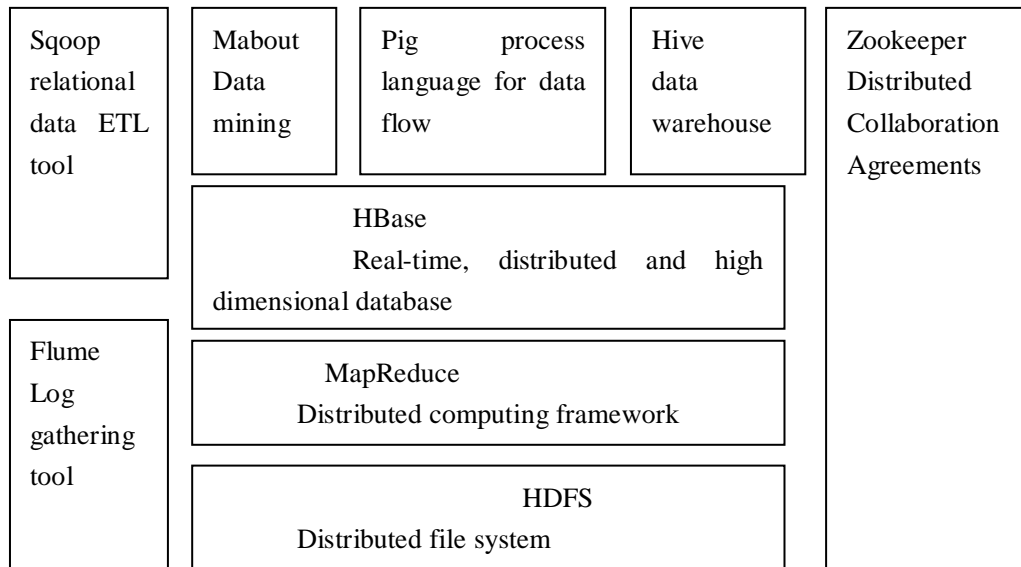 Sqoop
relational
data ETL
tool
Mabout
Data
mining
Pig process
language for data
flow
Hive
data
warehouse
Zookeeper
Distributed
Collaboration
Agreements
HBase
Real-time, distributed and high
dimensional database
Flume
Log
gathering
tool
MapReduce
Distributed computing framework
HDFS
Distributed file system